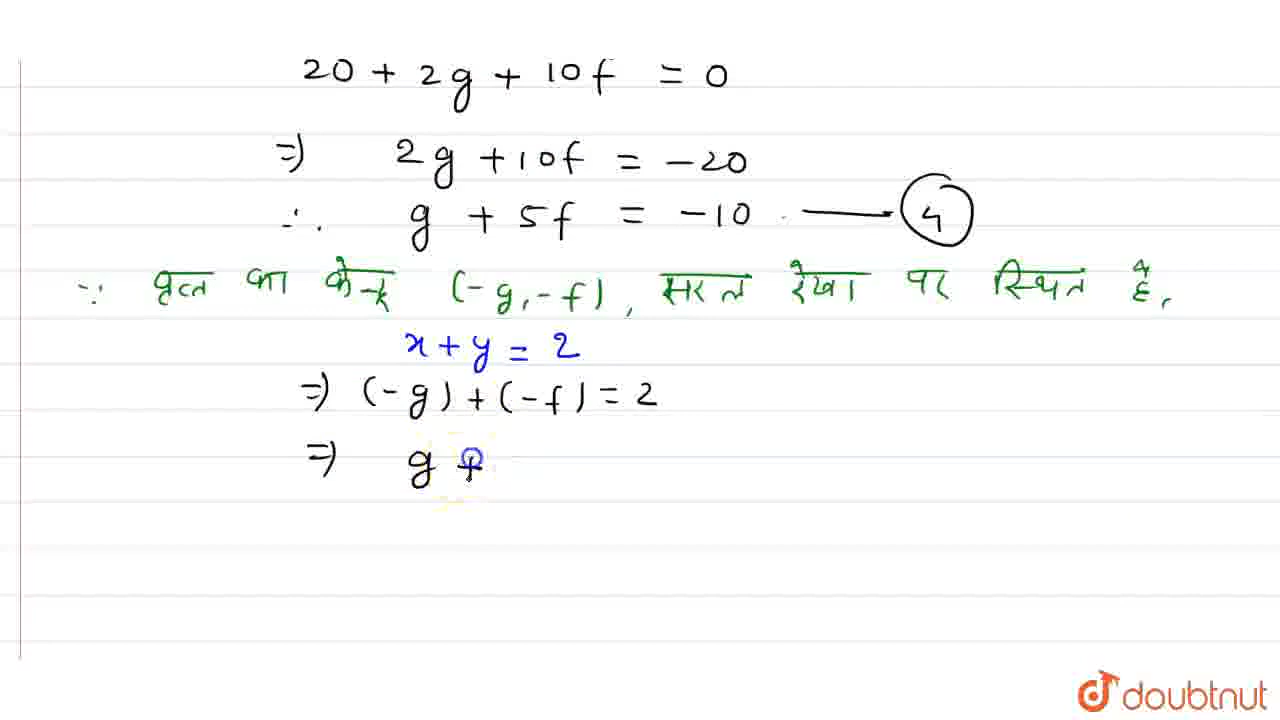 20 + 2g + 10f = 0
⇒ 2g + 10f = -20
∴ g + 5f = -10 —— ④
∵ वृत्त का केन्द्र (-g, -f), सरल रेखा पर स्थित है,
x + y = 2
⇒ (-g) + (-f) = 2
⇒ g +
doubtnut